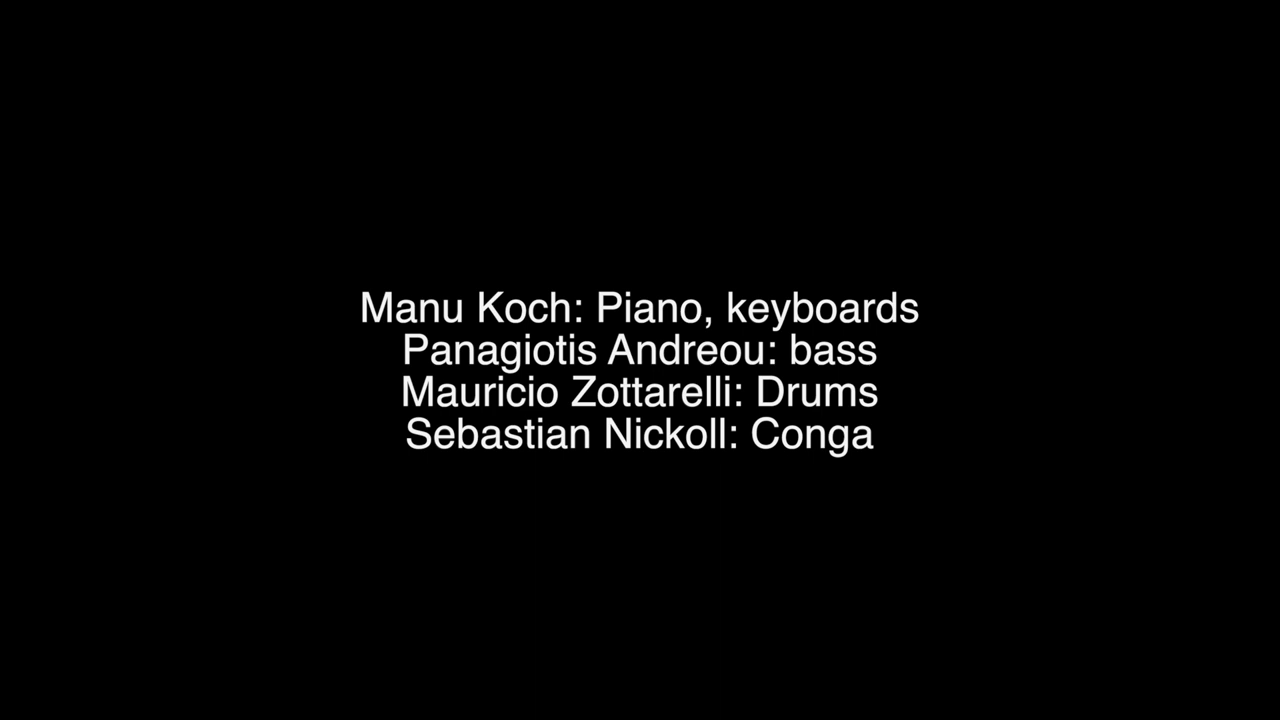 Manu Koch: Piano, keyboards
Panagiotis Andreou: bass
Mauricio Zottarelli: Drums
Sebastian Nickoll: Conga